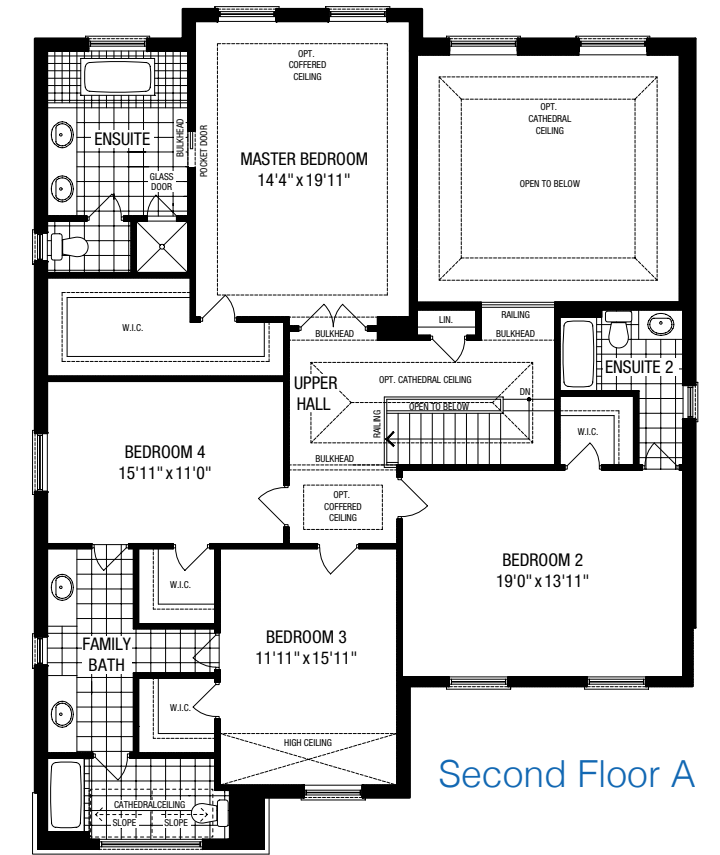 OPT.
COFFERED
CEILING
ENSUITE
BULKHEAD
POCKET DOOR
GLASS
DOOR
MASTER BEDROOM
14'4" x 19'11"
OPT.
CATHEDRAL
CEILING
OPEN TO BELOW
W.I.C.
BULKHEAD
LIN.
RAILING
BULKHEAD
ENSUITE 2
UPPER
HALL
OPT. CATHEDRAL CEILING
DN
OPEN TO BELOW
RAILING
BULKHEAD
W.I.C.
BEDROOM 4
15'11" x 11'0"
OPT.
COFFERED
CEILING
BEDROOM 2
19'0" x 13'11"
W.I.C.
FAMILY
BATH
BEDROOM 3
11'11" x 15'11"
W.I.C.
HIGH CEILING
CATHEDRALCEILING
SLOPE
SLOPE
Second Floor A